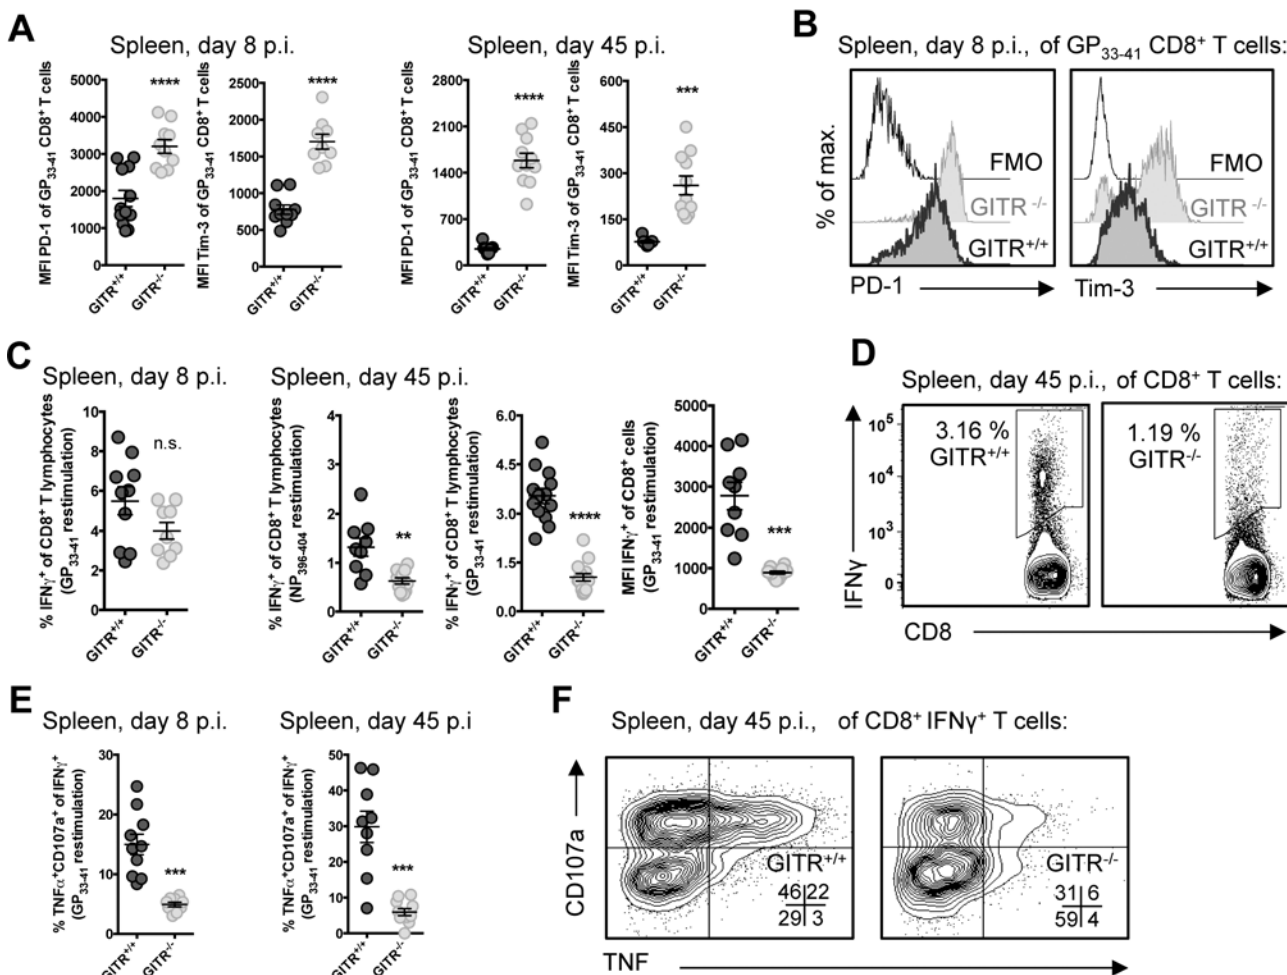 A
Spleen, day 8 p.i.
Spleen, day 45 p.i.
MFI PD-1 of GP33-41 CD8+ T cells
5000
4000
3000
2000
1000
0
GITR+/+
GITR-/-
****
MFI Tim-3 of GP33-41 CD8+ T cells
2500
2000
1500
1000
500
0
GITR+/+
GITR-/-
****
MFI PD-1 of GP33-41 CD8+ T cells
2800
2100
1400
700
0
GITR+/+
GITR-/-
****
MFI Tim-3 of GP33-41 CD8+ T cells
600
450
300
150
0
GITR+/+
GITR-/-
***
B
Spleen, day 8 p.i., of GP33-41 CD8+ T cells:
% of max.
FMO
GITR -/-
GITR+/+
PD-1
FMO
GITR -/-
GITR+/+
Tim-3
C
Spleen, day 8 p.i.
Spleen, day 45 p.i.
% IFNγ+ of CD8+ T lymphocytes
(GP33-41 restimulation)
10
8
6
4
2
0
GITR+/+
GITR-/-
n.s.
% IFNγ+ of CD8+ T lymphocytes
(NP396-404 restimulation)
4
3
2
1
0
GITR+/+
GITR-/-
**
% IFNγ+ of CD8+ T lymphocytes
(GP33-41 restimulation)
6.0
4.8
3.6
2.4
1.2
0.0
GITR+/+
GITR-/-
****
MFI IFNγ+ of CD8+ cells
(GP33-41 restimulation)
5000
4000
3000
2000
1000
0
GITR+/+
GITR-/-
***
D
Spleen, day 45 p.i., of CD8+ T cells:
IFNγ
10^5
10^4
10^3
0
3.16 %
GITR+/+
1.19 %
GITR-/-
CD8
E
Spleen, day 8 p.i.
Spleen, day 45 p.i
% TNFα+CD107a+ of IFNγ+
(GP33-41 restimulation)
30
20
10
0
GITR+/+
GITR-/-
***
% TNFα+CD107a+ of IFNγ+
(GP33-41 restimulation)
50
40
30
20
10
0
GITR+/+
GITR-/-
***
F
Spleen, day 45 p.i., of CD8+ IFNγ+ T cells:
CD107a
GITR+/+
46 22
29 3
GITR-/-
31 6
59 4
TNF